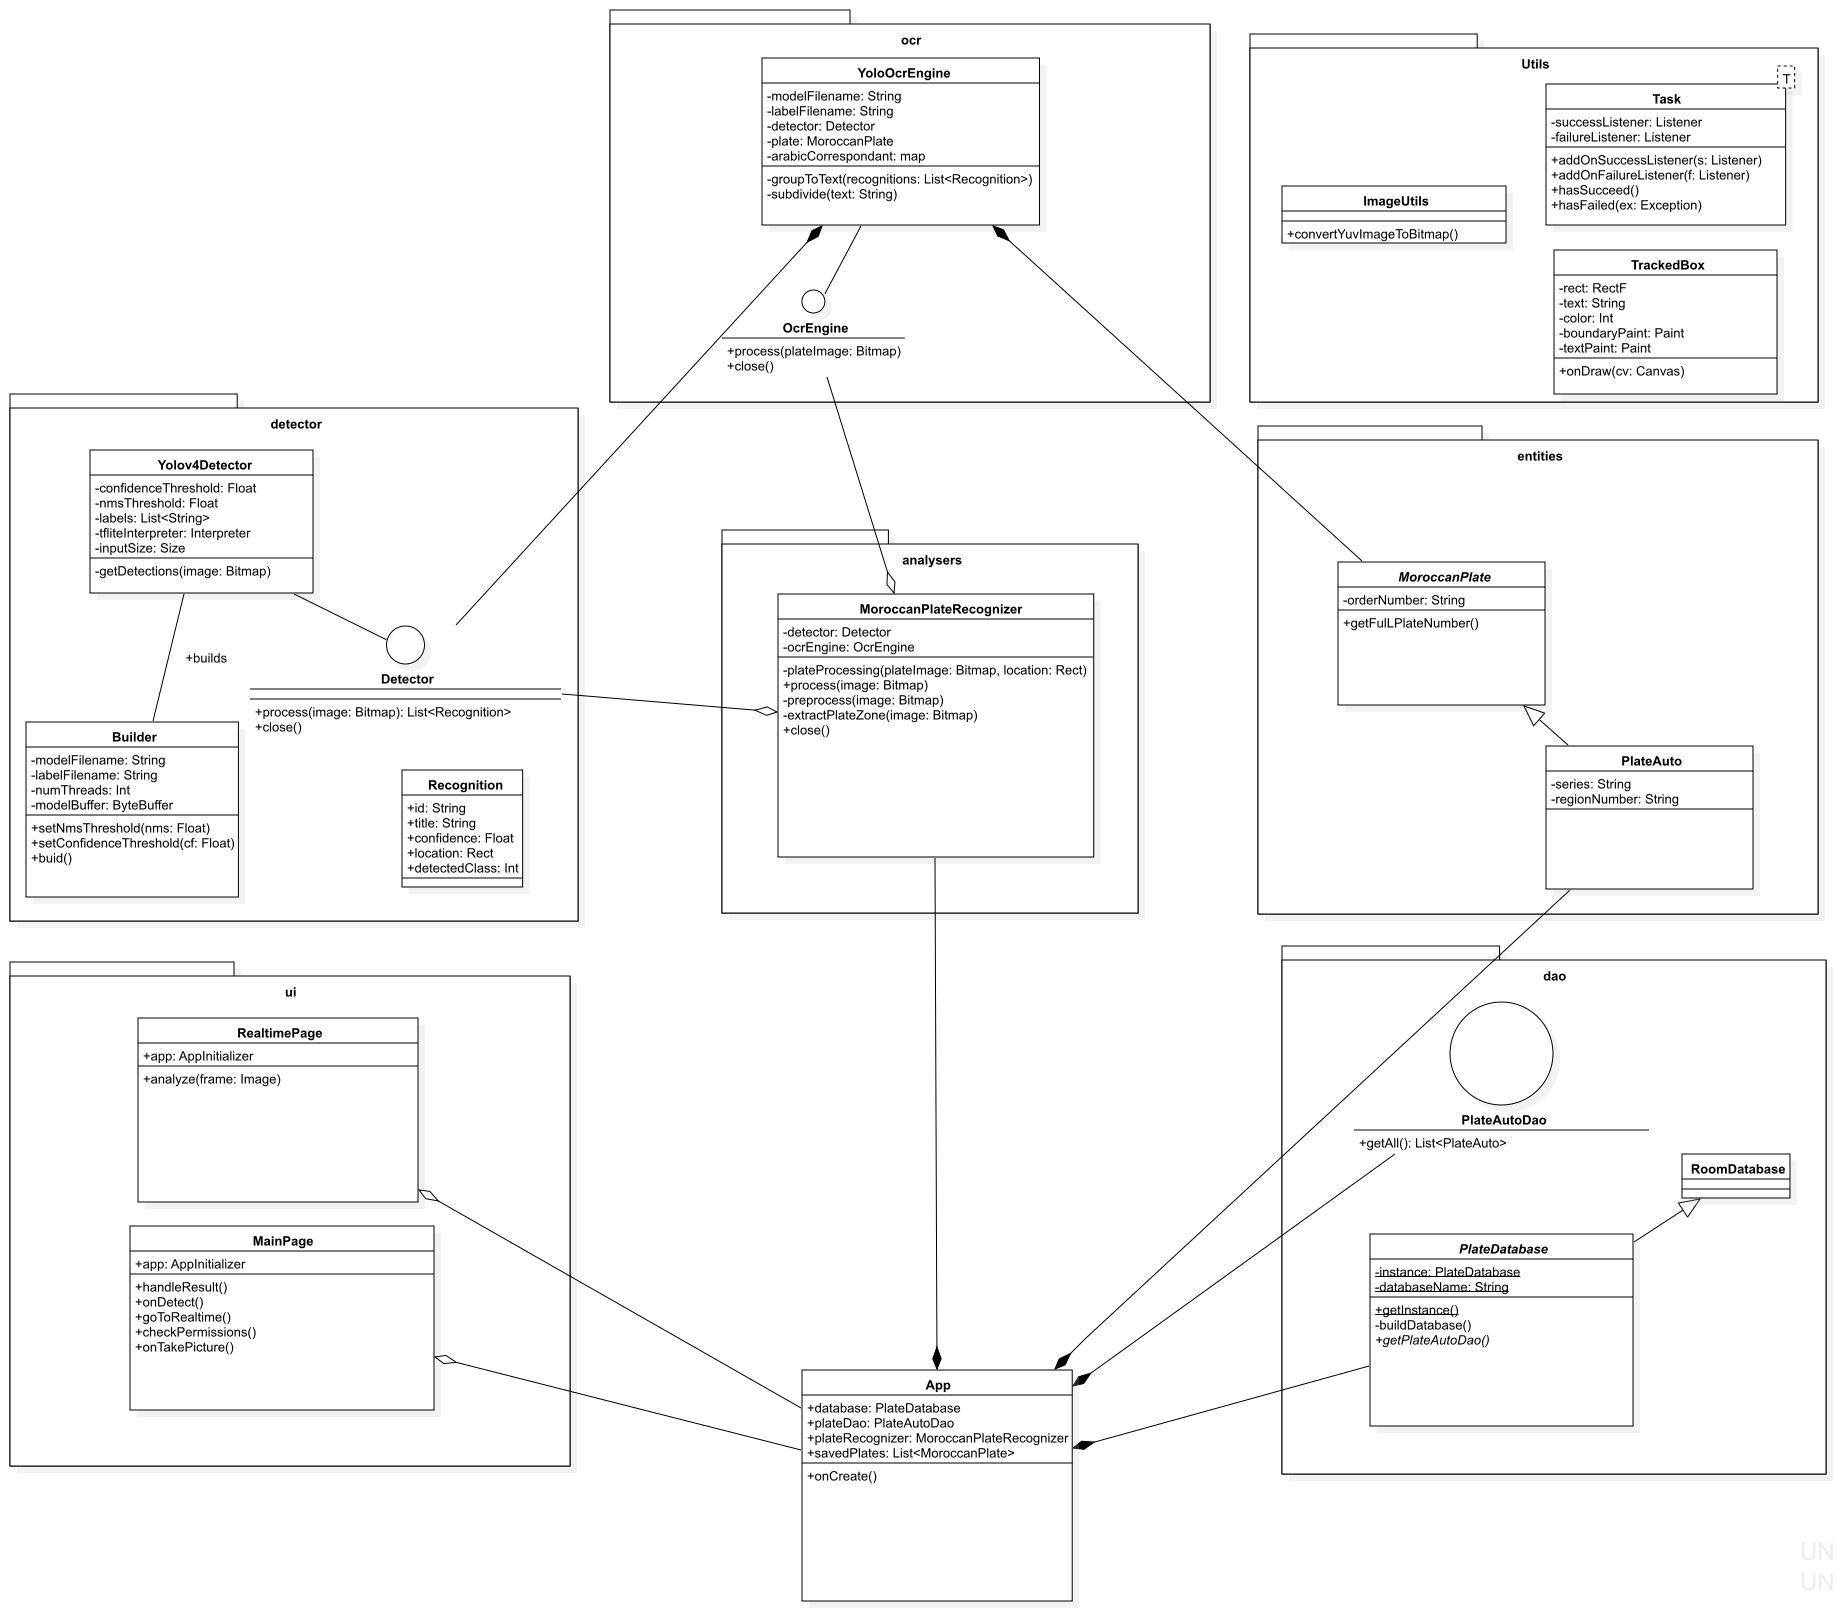 ocr
YoloOcrEngine
-modelFilename: String
-labelFilename: String
-detector: Detector
-plate: MoroccanPlate
-arabicCorrespondant: map
-groupToText(recognitions: List<Recognition>)
-subdivide(text: String)
OcrEngine
+process(plateImage: Bitmap)
+close()
Utils
T
Task
-successListener: Listener
-failureListener: Listener
+addOnSuccessListener(s: Listener)
+addOnFailureListener(f: Listener)
+hasSucceed()
+hasFailed(ex: Exception)
ImageUtils
+convertYuvImageToBitmap()
TrackedBox
-rect: RectF
-text: String
-color: Int
-boundaryPaint: Paint
-textPaint: Paint
+onDraw(cv: Canvas)
detector
Yolov4Detector
-confidenceThreshold: Float
-nmsThreshold: Float
-labels: List<String>
-tfliteInterpreter: Interpreter
-inputSize: Size
-getDetections(image: Bitmap)
+builds
Detector
+process(image: Bitmap): List<Recognition>
+close()
Builder
-modelFilename: String
-labelFilename: String
-numThreads: Int
-modelBuffer: ByteBuffer
+setNmsThreshold(nms: Float)
+setConfidenceThreshold(cf: Float)
+buid()
Recognition
+id: String
+title: String
+confidence: Float
+location: Rect
+detectedClass: Int
analysers
MoroccanPlateRecognizer
-detector: Detector
-ocrEngine: OcrEngine
-plateProcessing(plateImage: Bitmap, location: Rect)
+process(image: Bitmap)
-preprocess(image: Bitmap)
-extractPlateZone(image: Bitmap)
+close()
entities
MoroccanPlate
-orderNumber: String
+getFulLPlateNumber()
PlateAuto
-series: String
-regionNumber: String
ui
RealtimePage
+app: AppInitializer
+analyze(frame: Image)
MainPage
+app: AppInitializer
+handleResult()
+onDetect()
+goToRealtime()
+checkPermissions()
+onTakePicture()
dao
PlateAutoDao
+getAll(): List<PlateAuto>
RoomDatabase
PlateDatabase
-instance: PlateDatabase
-databaseName: String
+getInstance()
-buildDatabase()
+getPlateAutoDao()
App
+database: PlateDatabase
+plateDao: PlateAutoDao
+plateRecognizer: MoroccanPlateRecognizer
+savedPlates: List<MoroccanPlate>
+onCreate()
UN
UN